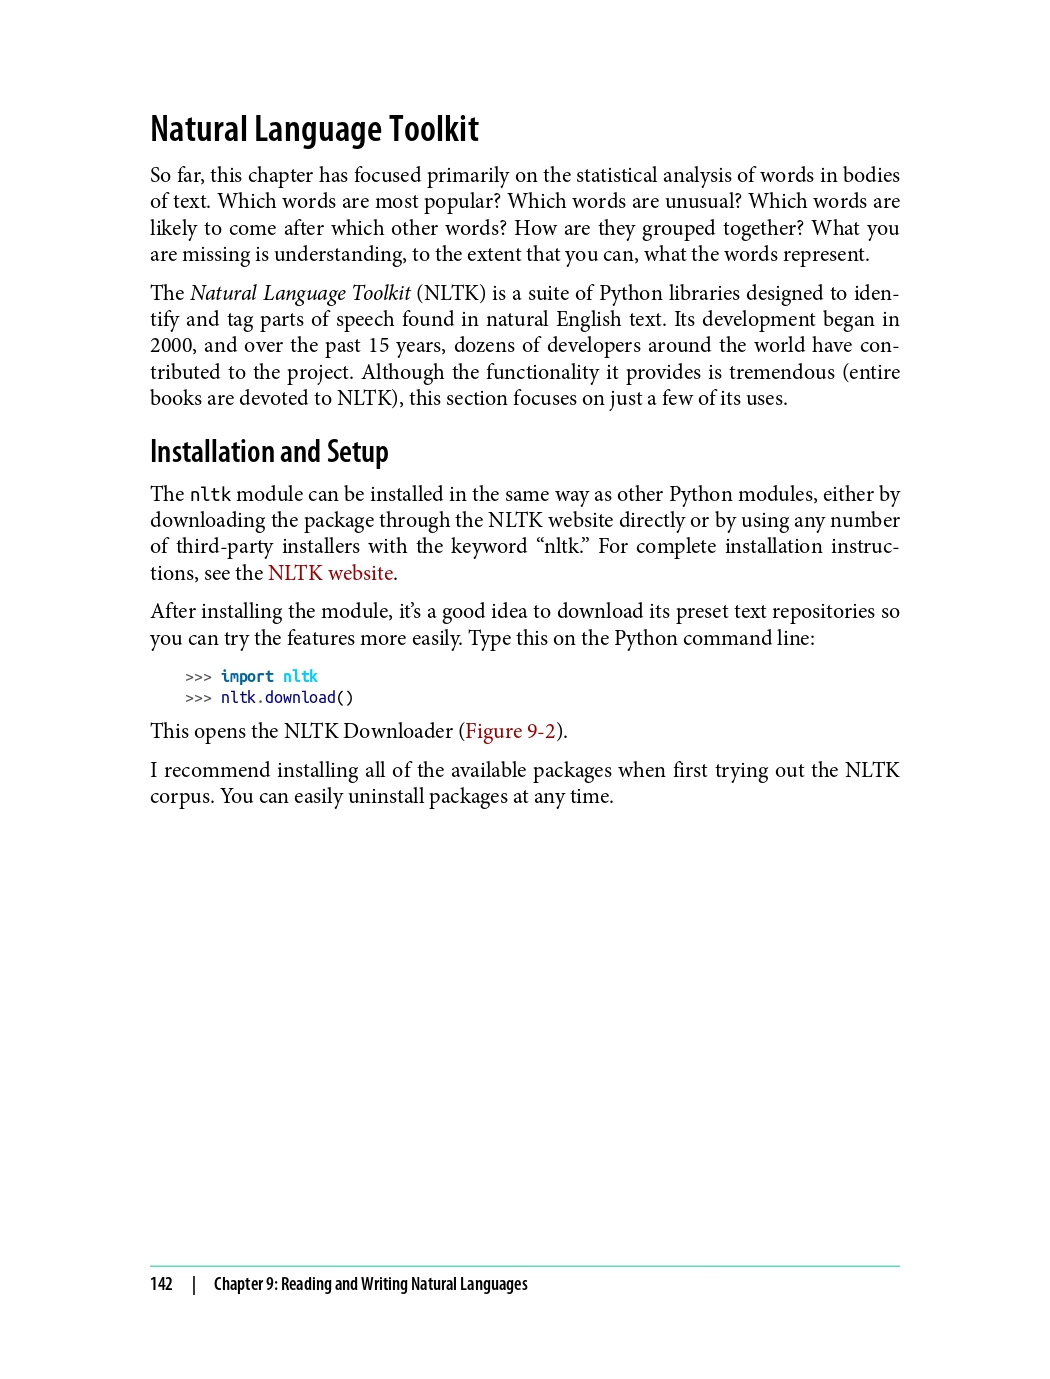 Natural Language Toolkit
So far, this chapter has focused primarily on the statistical analysis of words in bodies
of text. Which words are most popular? Which words are unusual? Which words are
likely to come after which other words? How are they grouped together? What you
are missing is understanding, to the extent that you can, what the words represent.
The Natural Language Toolkit (NLTK) is a suite of Python libraries designed to iden-
tify and tag parts of speech found in natural English text. Its development began in
2000, and over the past 15 years, dozens of developers around the world have con-
tributed to the project. Although the functionality it provides is tremendous (entire
books are devoted to NLTK), this section focuses on just a few of its uses.
Installation and Setup
The nltk module can be installed in the same way as other Python modules, either by
downloading the package through the NLTK website directly or by using any number
of third-party installers with the keyword “nltk.” For complete installation instruc-
tions, see the NLTK website.
After installing the module, it’s a good idea to download its preset text repositories so
you can try the features more easily. Type this on the Python command line:
>>> import nltk
>>> nltk.download()
This opens the NLTK Downloader (Figure 9-2).
I recommend installing all of the available packages when first trying out the NLTK
corpus. You can easily uninstall packages at any time.
142 | Chapter 9: Reading and Writing Natural Languages